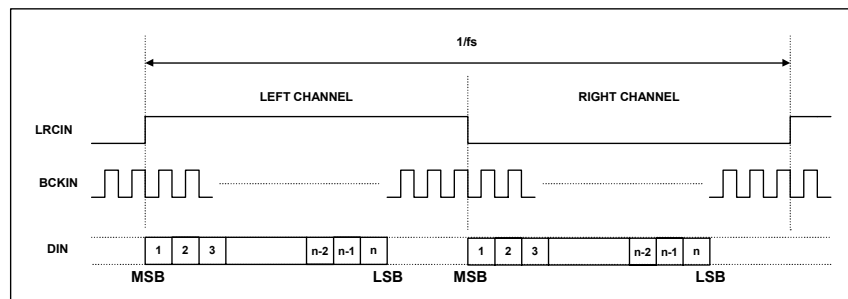 1/fs
LEFT CHANNEL
RIGHT CHANNEL
LRCIN
BCKIN
DIN
1 2 3 n-2 n-1 n 1 2 3 n-2 n-1 n
MSB LSB MSB LSB